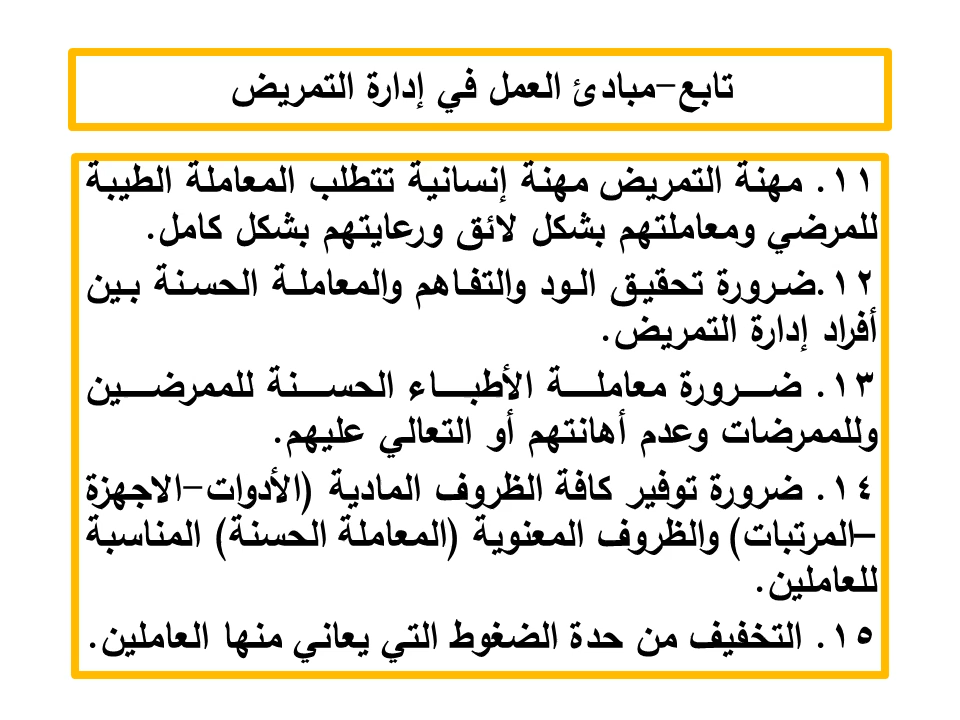 تابع-مبادئ العمل في إدارة التمريض
١١. مهنة التمريض مهنة إنسانية تتطلب المعاملة الطيبة
للمرضي ومعاملتهم بشكل لائق ورعايتهم بشكل كامل.
١٢.ضرورة تحقيق الود والتفاهم والمعاملة الحسنة بين
أفراد إدارة التمريض.
١٣. ضرورة معاملة الأطباء الحسنة للممرضين
وللممرضات وعدم أهانتهم أو التعالي عليهم.
١٤. ضرورة توفير كافة الظروف المادية (الأدوات-الاجهزة
-المرتبات) والظروف المعنوية (المعاملة الحسنة) المناسبة
للعاملين.
١٥. التخفيف من حدة الضغوط التي يعاني منها العاملين.